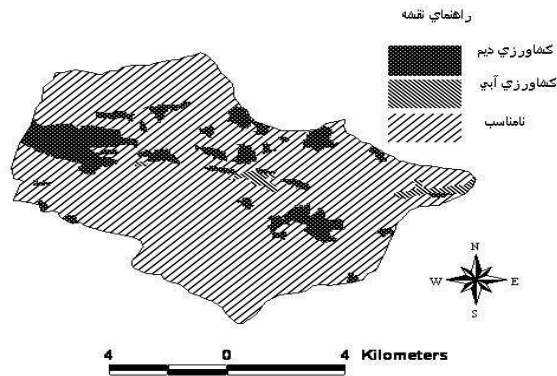 راهنماي نقشه
كشاورزي ديم
كشاورزي آبي
نامناسب
N
W E
S
4 0 4 Kilometers